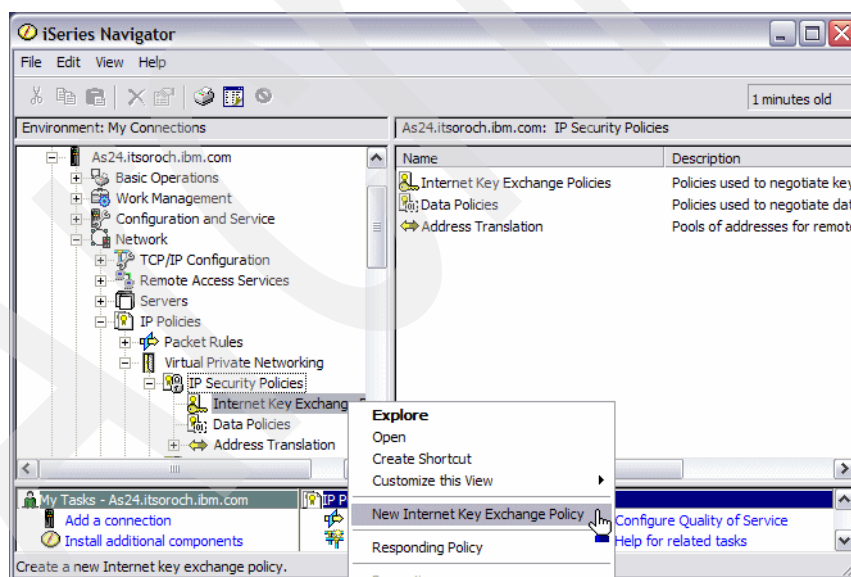 iSeries Navigator
File Edit View Help
1 minutes old
Environment: My Connections
As24.itsoroch.ibm.com: IP Security Policies
As24.itsoroch.ibm.com
Basic Operations
Work Management
Configuration and Service
Network
TCP/IP Configuration
Remote Access Services
Servers
IP Policies
Packet Rules
Virtual Private Networking
IP Security Policies
Internet Key Exchang
Data Policies
Address Translation
Name Description
Internet Key Exchange Policies Policies used to negotiate key
Data Policies Policies used to negotiate dat
Address Translation Pools of addresses for remot
Explore
Open
Create Shortcut
Customize this View
New Internet Key Exchange Policy
Responding Policy
My Tasks - As24.itsoroch.ibm.com
Add a connection
Install additional components
IP P
Configure Quality of Service
Help for related tasks
Create a new Internet key exchange policy.